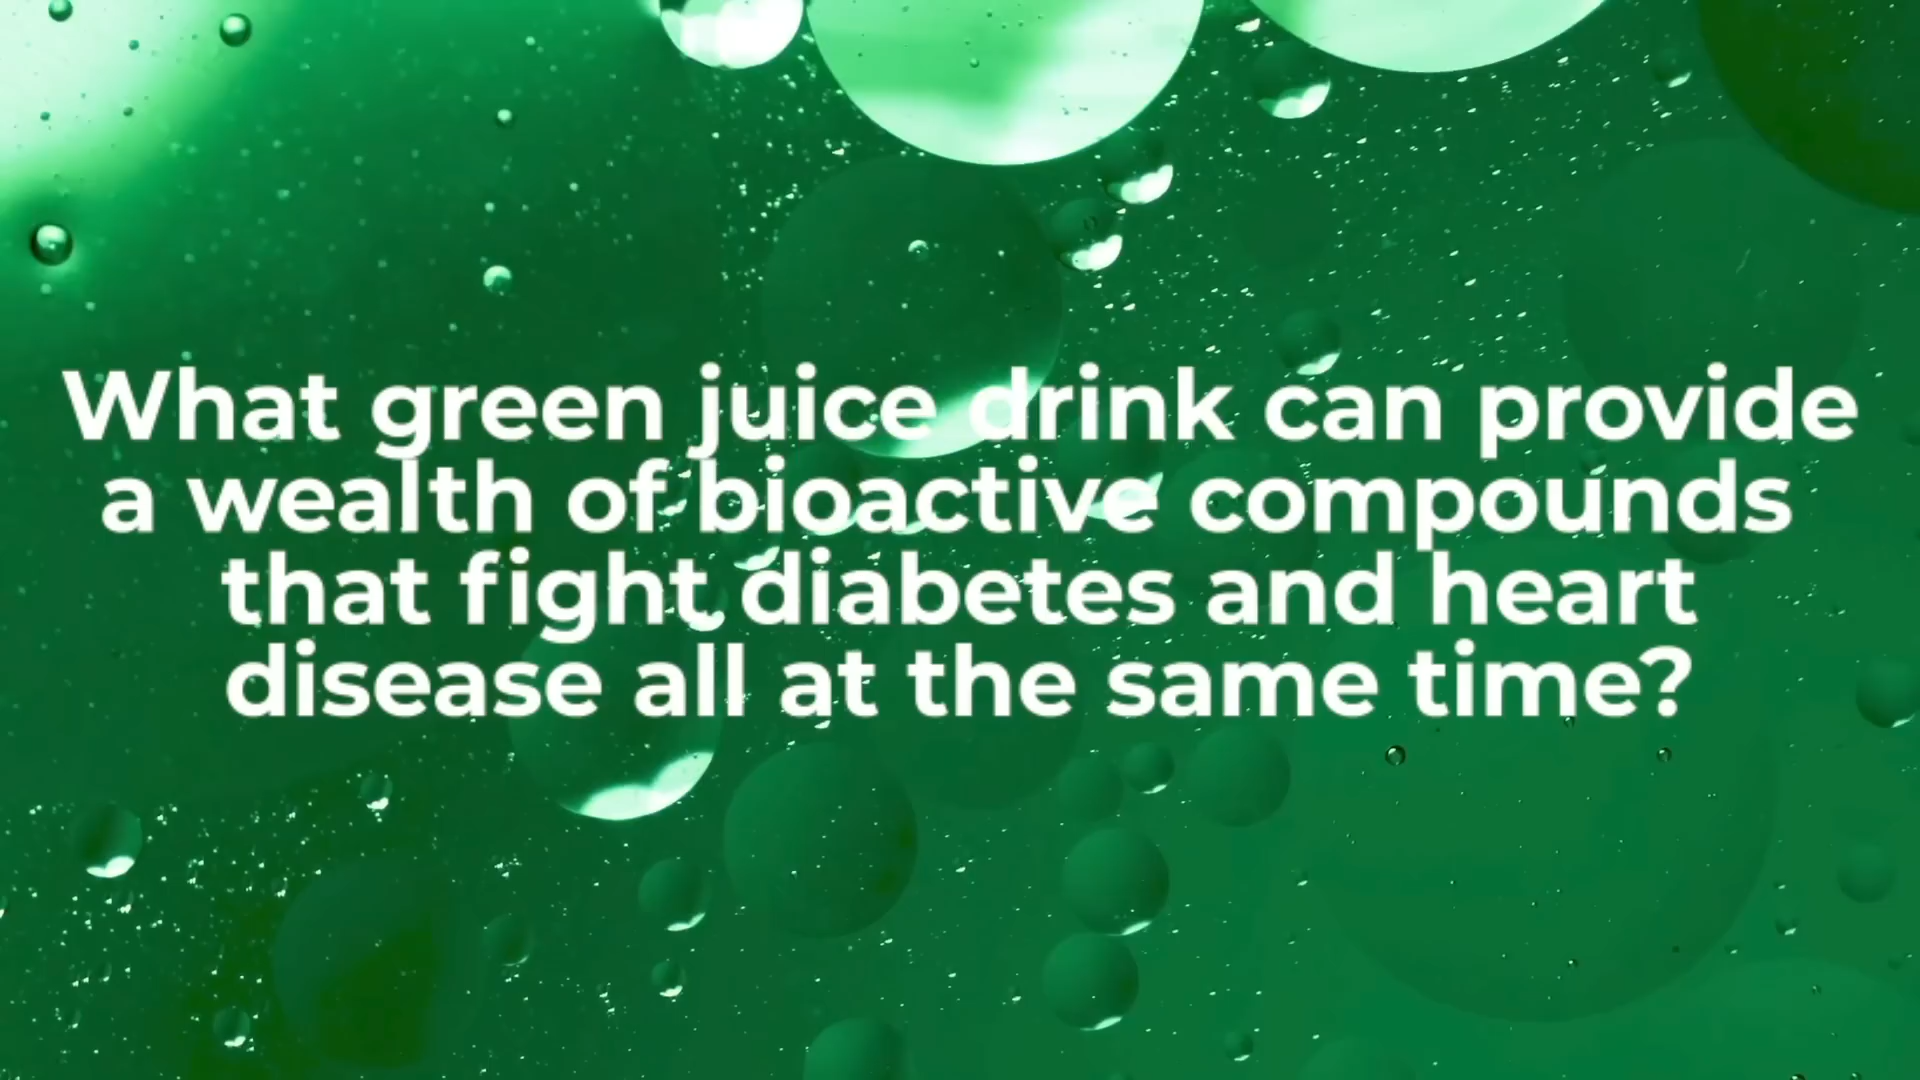 What green juice drink can provide
a wealth of bioactive compounds
that fight diabetes and heart
disease all at the same time?